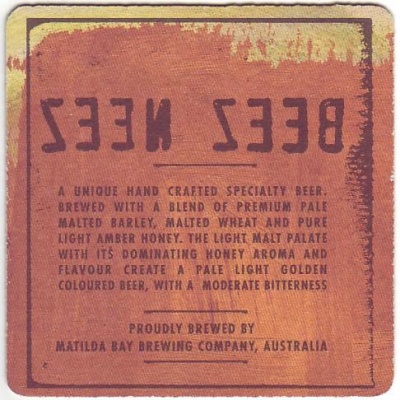 BEEZ NEEZ
A UNIQUE HAND CRAFTED SPECIALTY BEER.
BREWED WITH A BLEND OF PREMIUM PALE
MALTED BARLEY, MALTED WHEAT AND PURE
LIGHT AMBER HONEY. THE LIGHT MALT PALATE
WITH ITS DOMINATING HONEY AROMA AND
FLAVOUR CREATE A PALE LIGHT GOLDEN
COLOURED BEER, WITH A MODERATE BITTERNESS
PROUDLY BREWED BY
MATILDA BAY BREWING COMPANY, AUSTRALIA